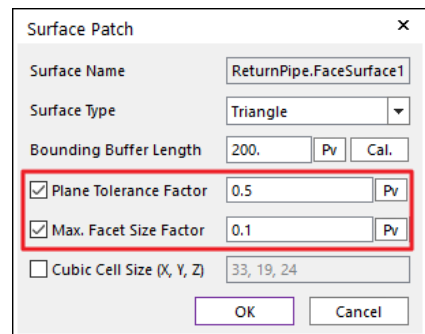 Surface Patch
Surface Name ReturnPipe.FaceSurface1
Surface Type Triangle
Bounding Buffer Length 200. Pv Cal.
Plane Tolerance Factor 0.5 Pv
Max. Facet Size Factor 0.1 Pv
Cubic Cell Size (X, Y, Z) 33, 19, 24
OK Cancel